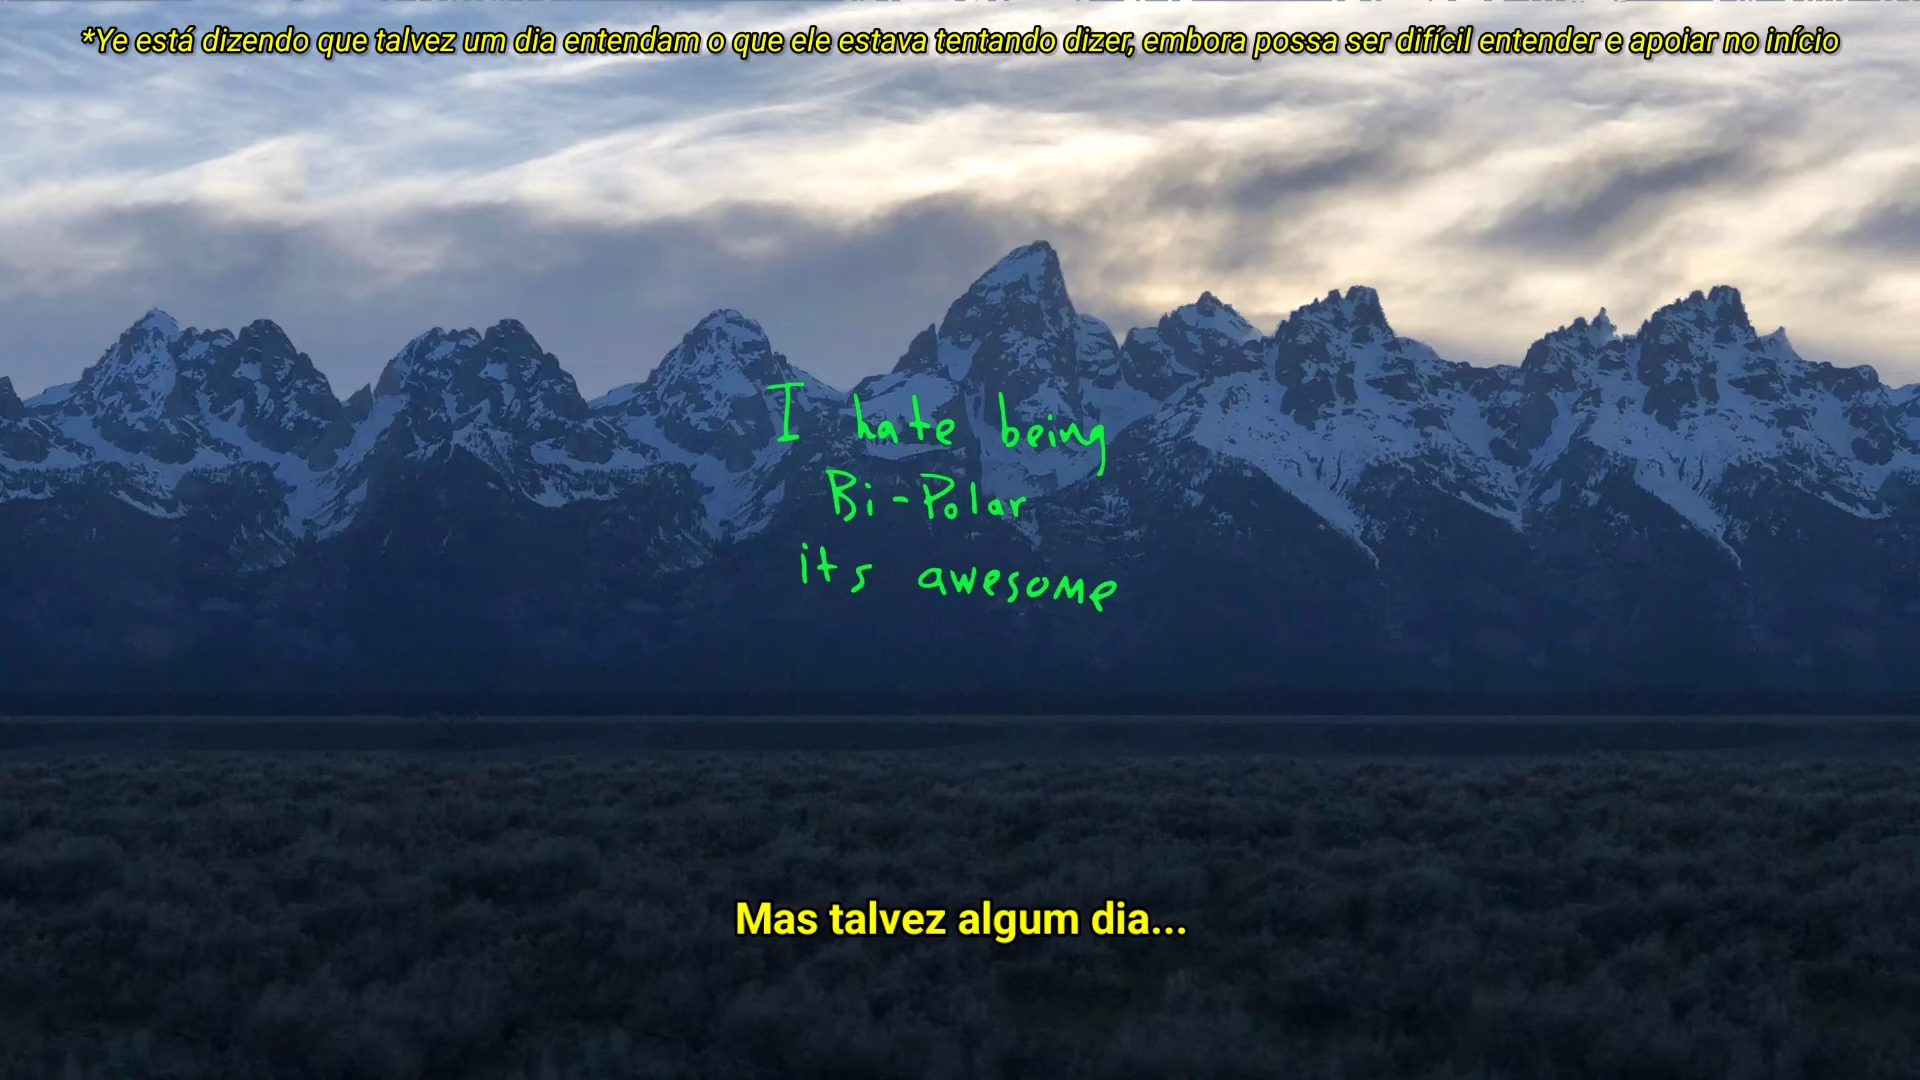 *Ye está dizendo que talvez um dia entendam o que ele estava tentando dizer, embora possa ser difícil entender e apoiar no início
I hate being
Bi-Polar
its awesome
Mas talvez algum dia...